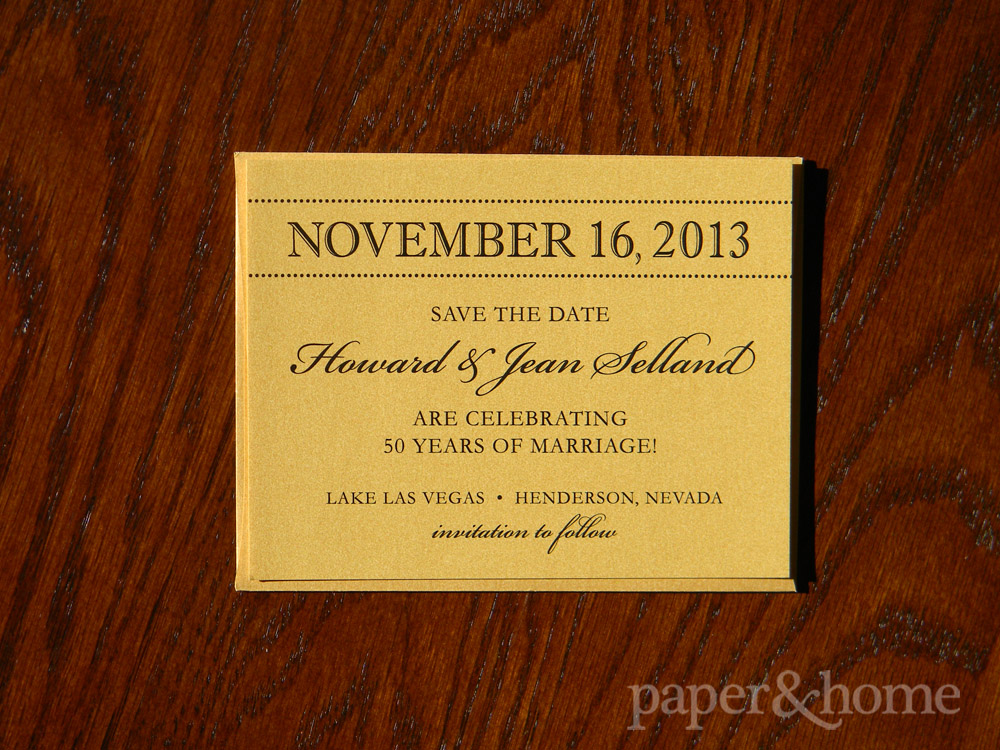 NOVEMBER 16, 2013
SAVE THE DATE
Howard & Jean Selland
ARE CELEBRATING
50 YEARS OF MARRIAGE!
LAKE LAS VEGAS • HENDERSON, NEVADA
invitation to follow
paper&home